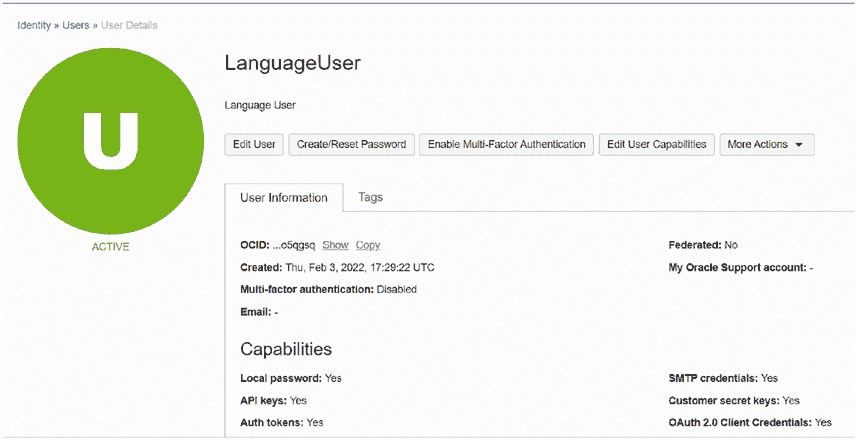 Identity » Users » User Details
U
ACTIVE
LanguageUser
Language User
Edit User Create/Reset Password Enable Multi-Factor Authentication Edit User Capabilities More Actions
User Information Tags
OCID: ...o5qgsq Show Copy Federated: No
Created: Thu, Feb 3, 2022, 17:29:22 UTC My Oracle Support account: -
Multi-factor authentication: Disabled
Email: -
Capabilities
Local password: Yes SMTP credentials: Yes
API keys: Yes Customer secret keys: Yes
Auth tokens: Yes OAuth 2.0 Client Credentials: Yes